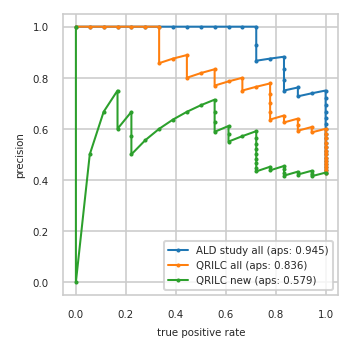 precision
1.0
0.8
0.6
0.4
0.2
0.0
ALD study all (aps: 0.945)
QRILC all (aps: 0.836)
QRILC new (aps: 0.579)
0.0 0.2 0.4 0.6 0.8 1.0
true positive rate